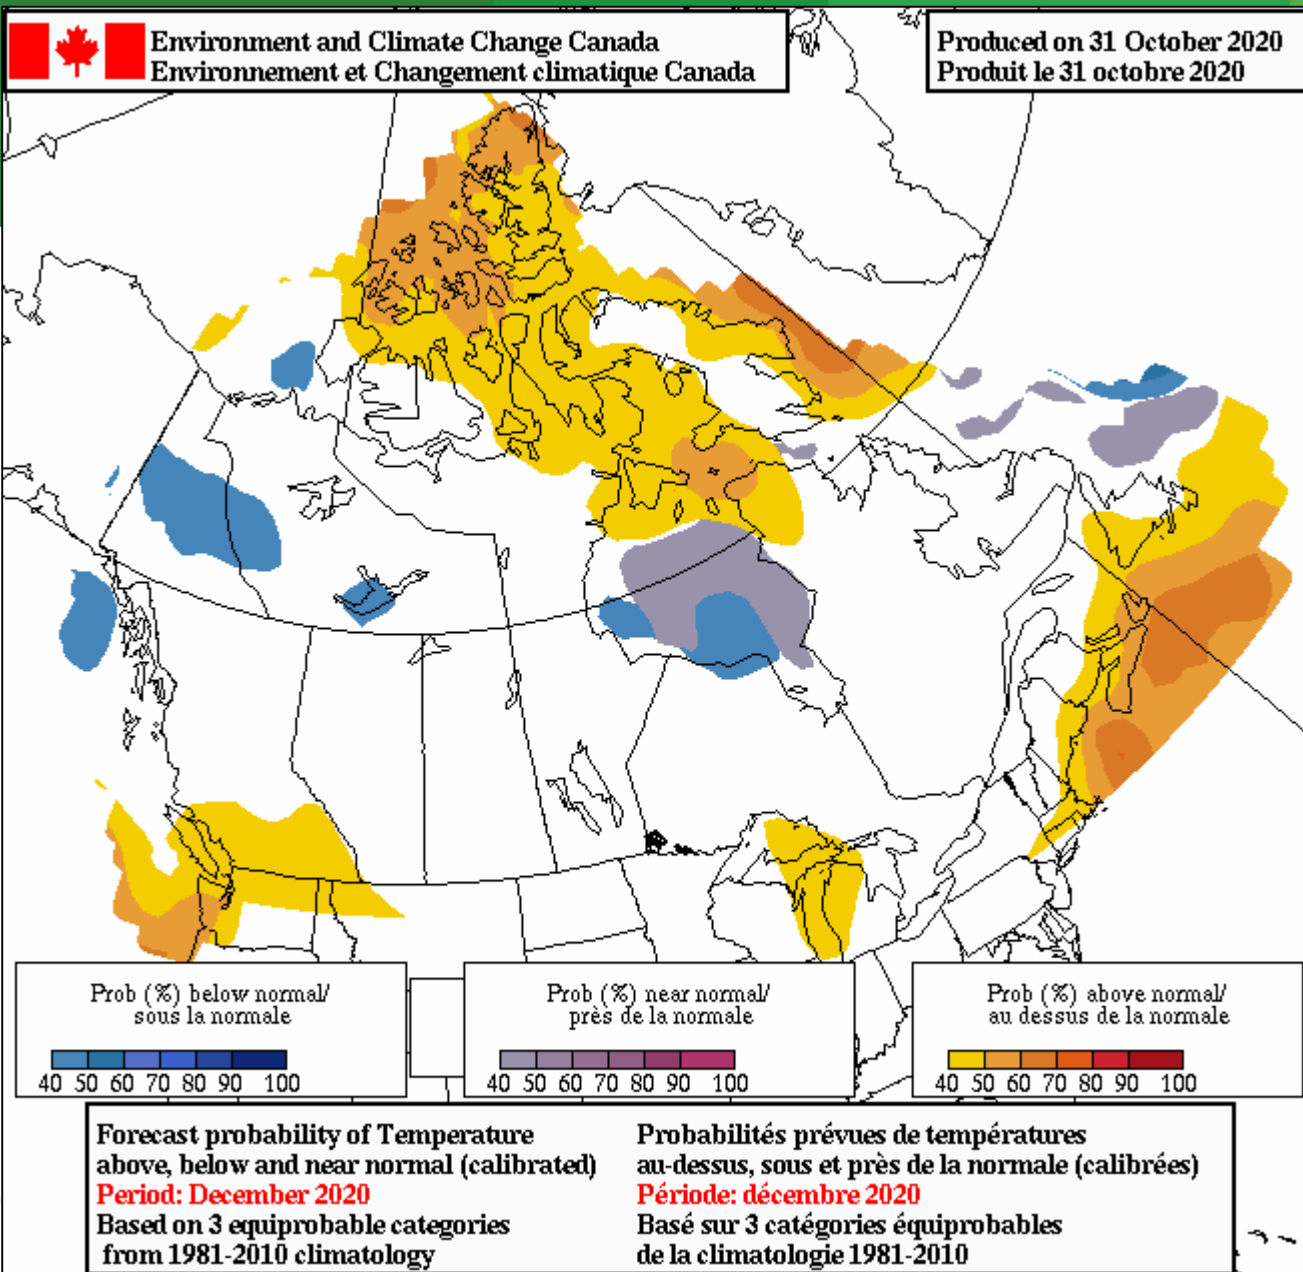 Environment and Climate Change Canada
Environnement et Changement climatique Canada
Produced on 31 October 2020
Produit le 31 octobre 2020
Prob (%) below normal/
sous la normale
40 50 60 70 80 90 100
Prob (%) near normal/
près de la normale
40 50 60 70 80 90 100
Prob (%) above normal/
au dessus de la normale
40 50 60 70 80 90 100
Forecast probability of Temperature
above, below and near normal (calibrated)
Period: December 2020
Based on 3 equiprobable categories
from 1981-2010 climatology
Probabilités prévues de températures
au-dessus, sous et près de la normale (calibrées)
Période: décembre 2020
Basé sur 3 catégories équiprobables
de la climatologie 1981-2010